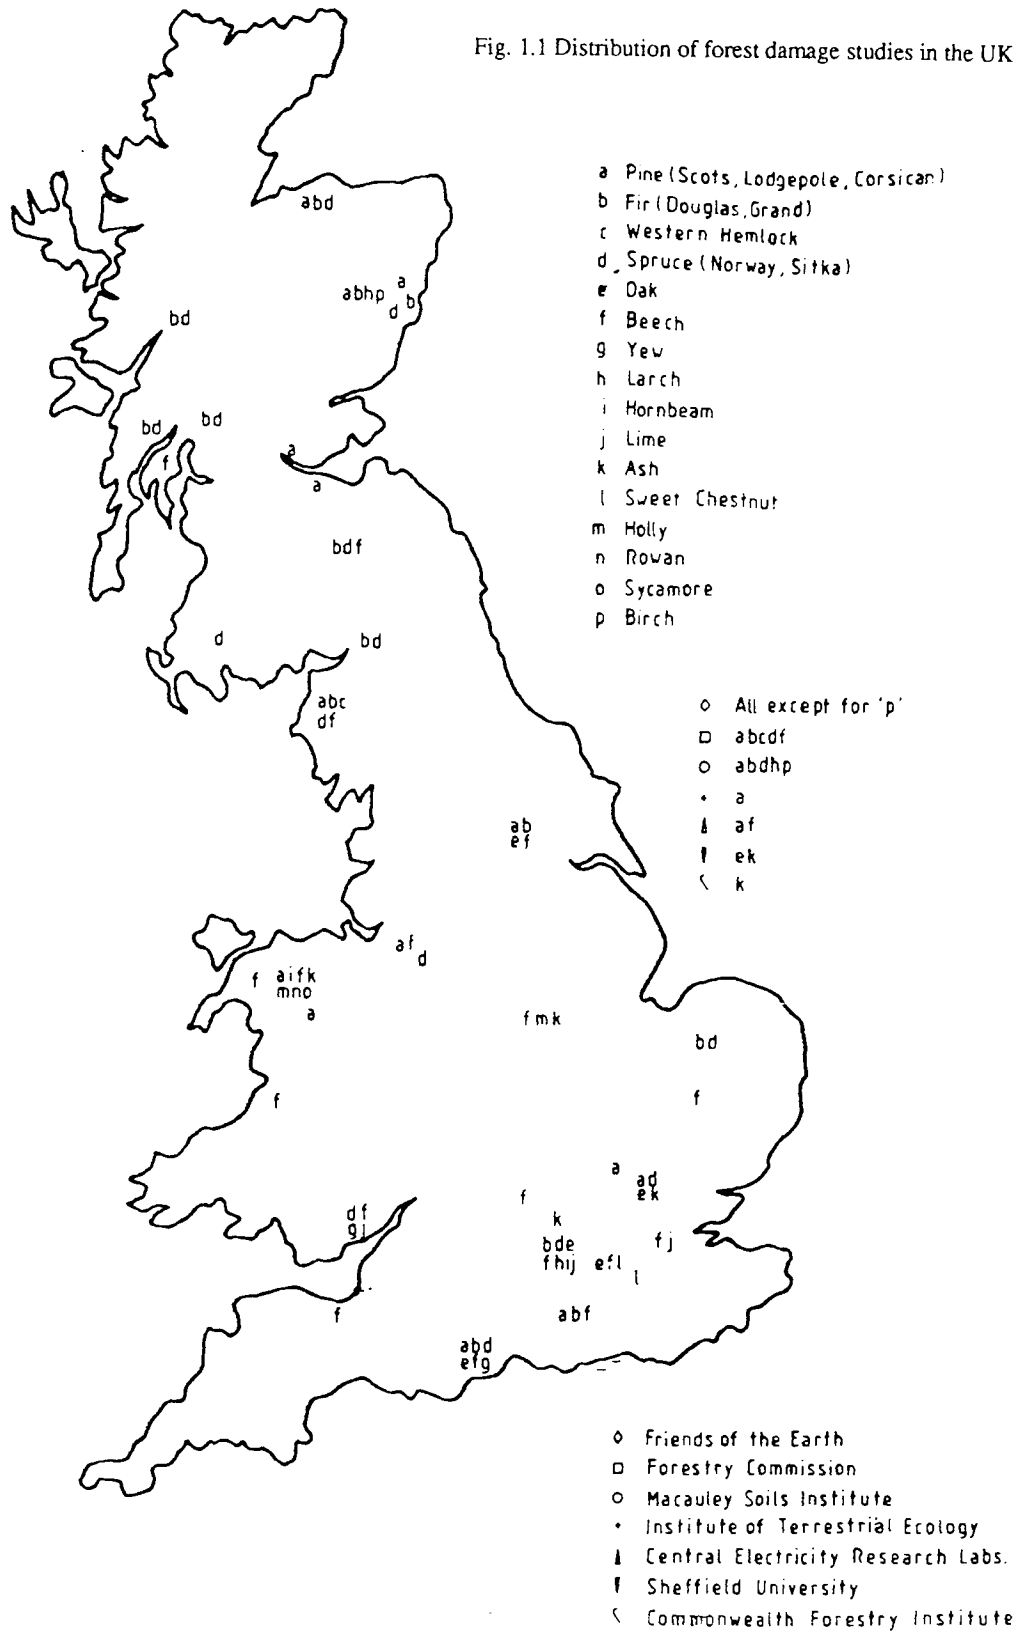 Fig. 1.1 Distribution of forest damage studies in the UK
a Pine (Scots, Lodgepole, Corsican)
b Fir (Douglas, Grand)
c Western Hemlock
d Spruce (Norway, Sitka)
e Oak
f Beech
g Yew
h Larch
i Hornbeam
j Lime
k Ash
l Sweet Chestnut
m Holly
n Rowan
o Sycamore
p Birch
abd
a
abhp
b
d
bd
bd
bd
f
a
a
bdf
d
bd
abc
df
◇ All except for 'p'
□ abcdf
○ abdhp
a
af
ek
k
ab
ef
af
d
f
aifk
mno
a
fmk
bd
f
f
a
ad
ek
f
k
df
gj
bde
fhij
efl
fj
l
f
abf
abd
efg
◇ Friends of the Earth
□ Forestry Commission
○ Macauley Soils Institute
Institute of Terrestrial Ecology
Central Electricity Research Labs.
Sheffield University
Commonwealth Forestry Institute